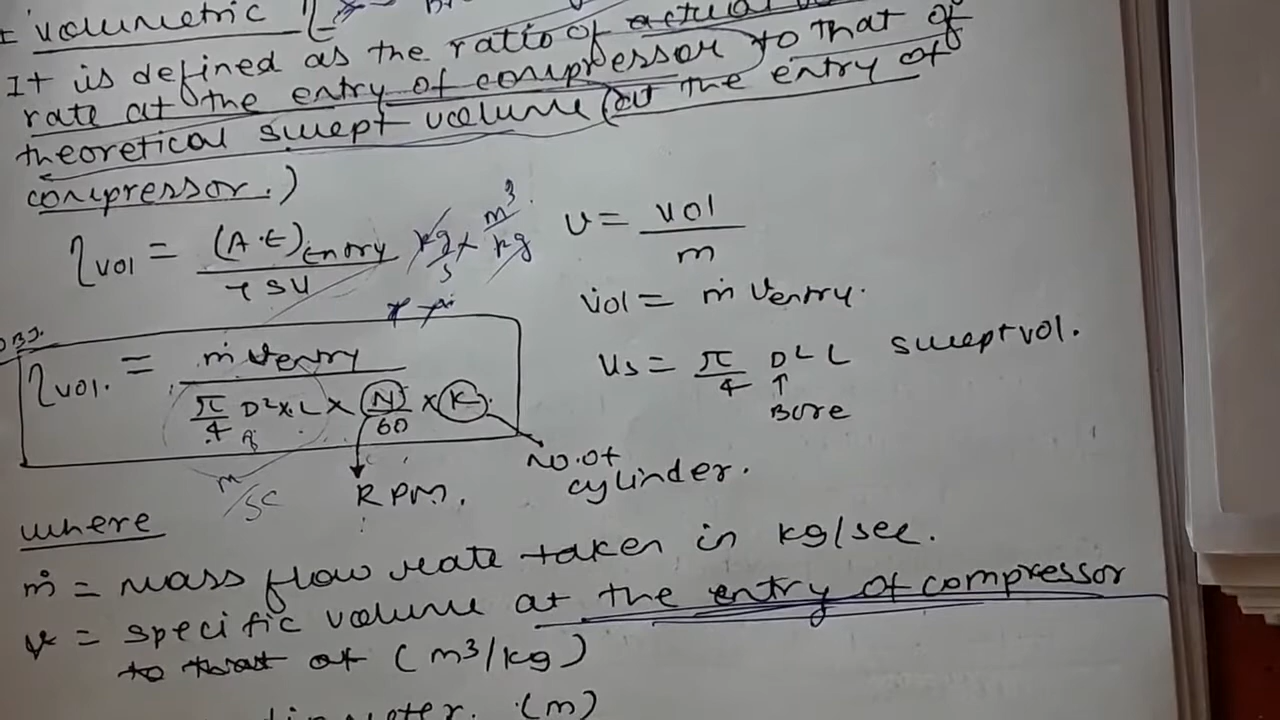 volumetric η
It is defined as the ratio of actual
rate at the entry of compressor to that of
theoretical swept volume (at the entry of
compressor.)
ηvol = (A.E)entry / TSV kg/s × m³/kg
v = vol / m
vol = ṁ ventry.
OBJ.
ηvol. = ṁ ventry / π/4 D² × L × N/60 × K
vs = π/4 D² L swept vol.
Bore
RPM.
No. of
cylinder.
where
ṁ = mass flow rate taken in kg/sec.
v = specific volume at the entry of compressor
to that of (m³/kg)
(m)